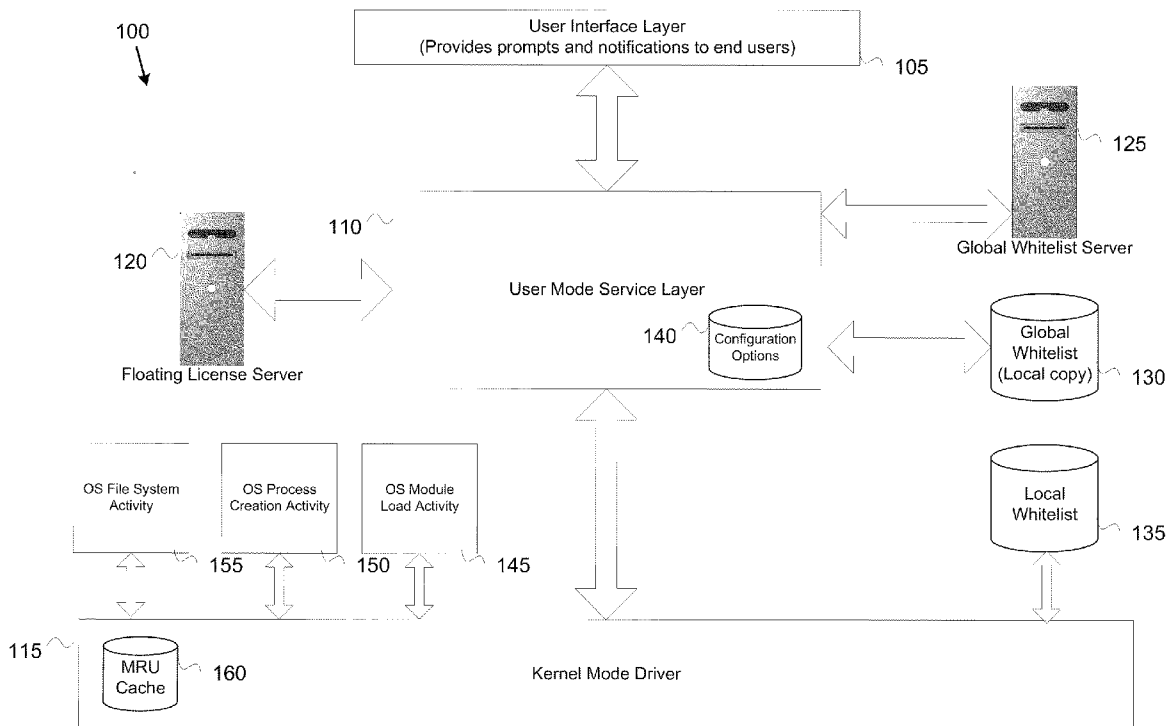 100
User Interface Layer
(Provides prompts and notifications to end users)
105
125
Global Whitelist Server
110
120
User Mode Service Layer
Floating License Server
140
Configuration
Options
Global
Whitelist
(Local copy)
130
OS File System
Activity
OS Process
Creation Activity
OS Module
Load Activity
155
150
145
Local
Whitelist
135
115
MRU
Cache
160
Kernel Mode Driver